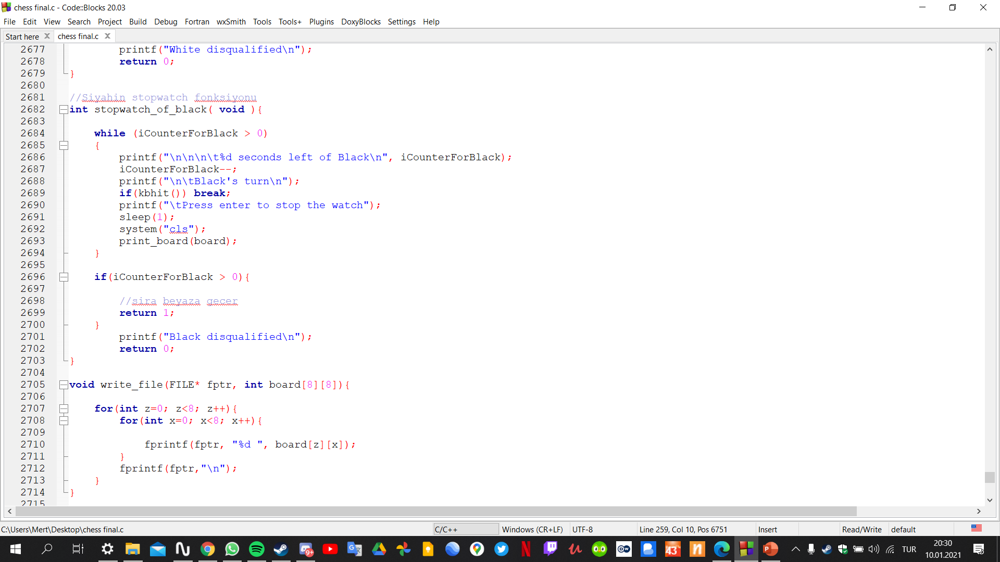 chess final.c - Code::Blocks 20.03
File Edit View Search Project Build Debug Fortran wxSmith Tools Tools+ Plugins DoxyBlocks Settings Help
Start here chess final.c
2677 printf("White disqualified\n");
2678 return 0;
2679 }
2680
2681 //Siyahin stopwatch fonksiyonu
2682 int stopwatch_of_black( void ){
2683
2684 while (iCounterForBlack > 0)
2685 {
2686 printf("\n\n\n\t%d seconds left of Black\n", iCounterForBlack);
2687 iCounterForBlack--;
2688 printf("\n\tBlack's turn\n");
2689 if(kbhit()) break;
2690 printf("\tPress enter to stop the watch");
2691 sleep(1);
2692 system("cls");
2693 print_board(board);
2694 }
2695
2696 if(iCounterForBlack > 0){
2697
2698 //sira beyaza gecer
2699 return 1;
2700 }
2701 printf("Black disqualified\n");
2702 return 0;
2703 }
2704
2705 void write_file(FILE* fptr, int board[8][8]){
2706
2707 for(int z=0; z<8; z++){
2708 for(int x=0; x<8; x++){
2709
2710 fprintf(fptr, "%d ", board[z][x]);
2711 }
2712 fprintf(fptr,"\n");
2713 }
2714 }
2715
C:\Users\Mert\Desktop\chess final.c C/C++ Windows (CR+LF) UTF-8 Line 259, Col 10, Pos 6751 Insert Read/Write default
9+ 43 TUR 20:30
10.01.2021